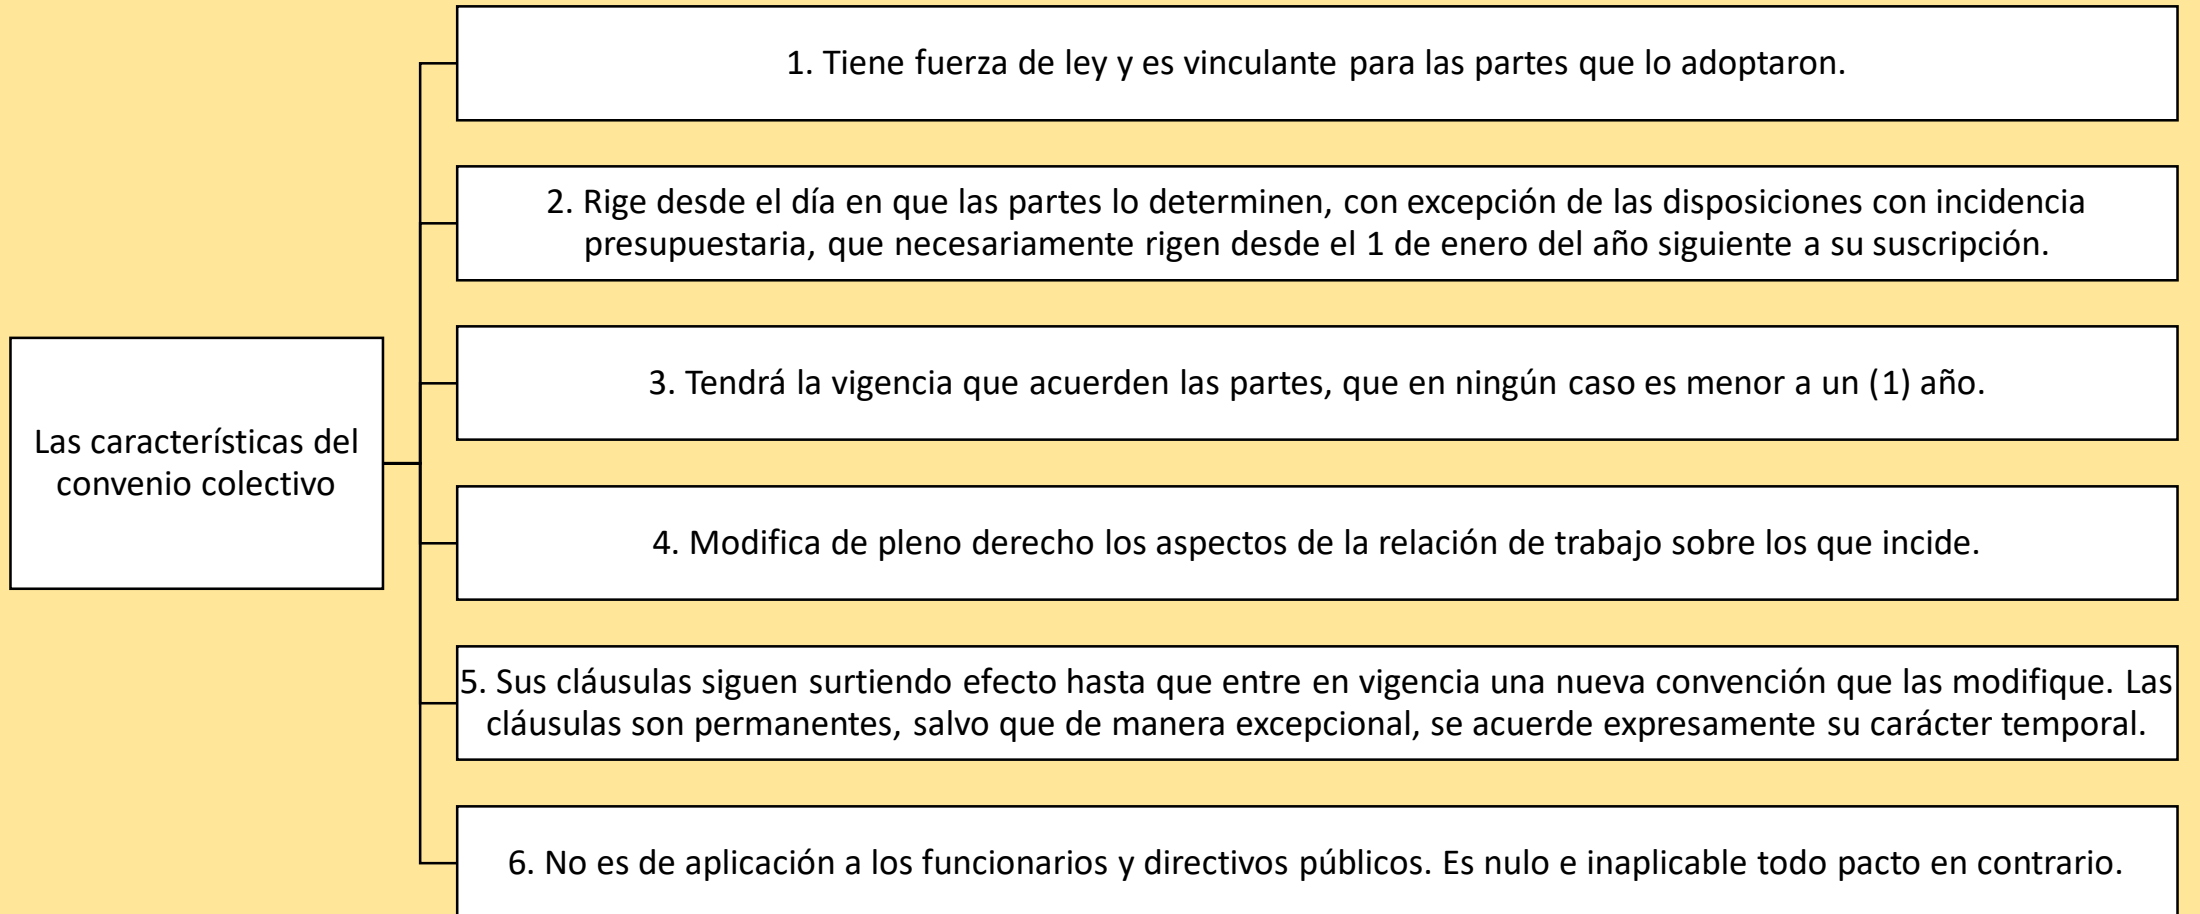 Las características del
convenio colectivo
1. Tiene fuerza de ley y es vinculante para las partes que lo adoptaron.
2. Rige desde el día en que las partes lo determinen, con excepción de las disposiciones con incidencia
presupuestaria, que necesariamente rigen desde el 1 de enero del año siguiente a su suscripción.
3. Tendrá la vigencia que acuerden las partes, que en ningún caso es menor a un (1) año.
4. Modifica de pleno derecho los aspectos de la relación de trabajo sobre los que incide.
5. Sus cláusulas siguen surtiendo efecto hasta que entre en vigencia una nueva convención que las modifique. Las
cláusulas son permanentes, salvo que de manera excepcional, se acuerde expresamente su carácter temporal.
6. No es de aplicación a los funcionarios y directivos públicos. Es nulo e inaplicable todo pacto en contrario.